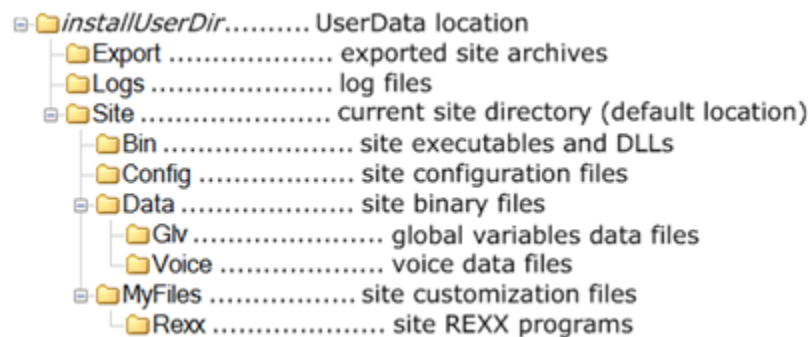 installUserDir.......... UserData location
Export .................... exported site archives
Logs ...................... log files
Site ....................... current site directory (default location)
Bin ....................... site executables and DLLs
Config ................... site configuration files
Data ..................... site binary files
Glv ....................... global variables data files
Voice .................... voice data files
MyFiles ................. site customization files
Rexx ..................... site REXX programs